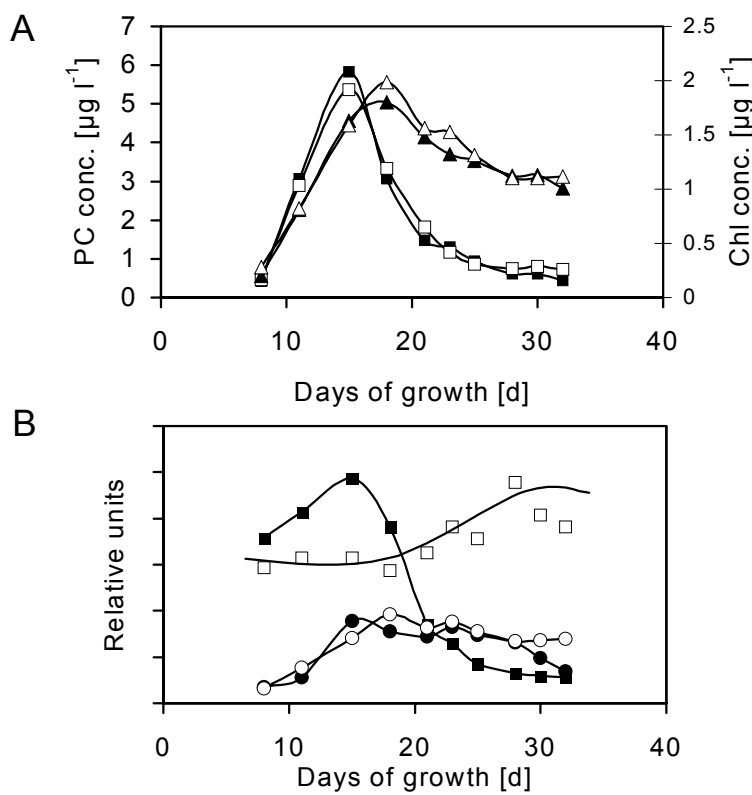 A
PC conc. [µg l-1]
7
6
5
4
3
2
1
0
Chl conc. [µg l-1]
2.5
2
1.5
1
0.5
0
0 10 20 30 40
Days of growth [d]
B
Relative units
0 10 20 30 40
Days of growth [d]